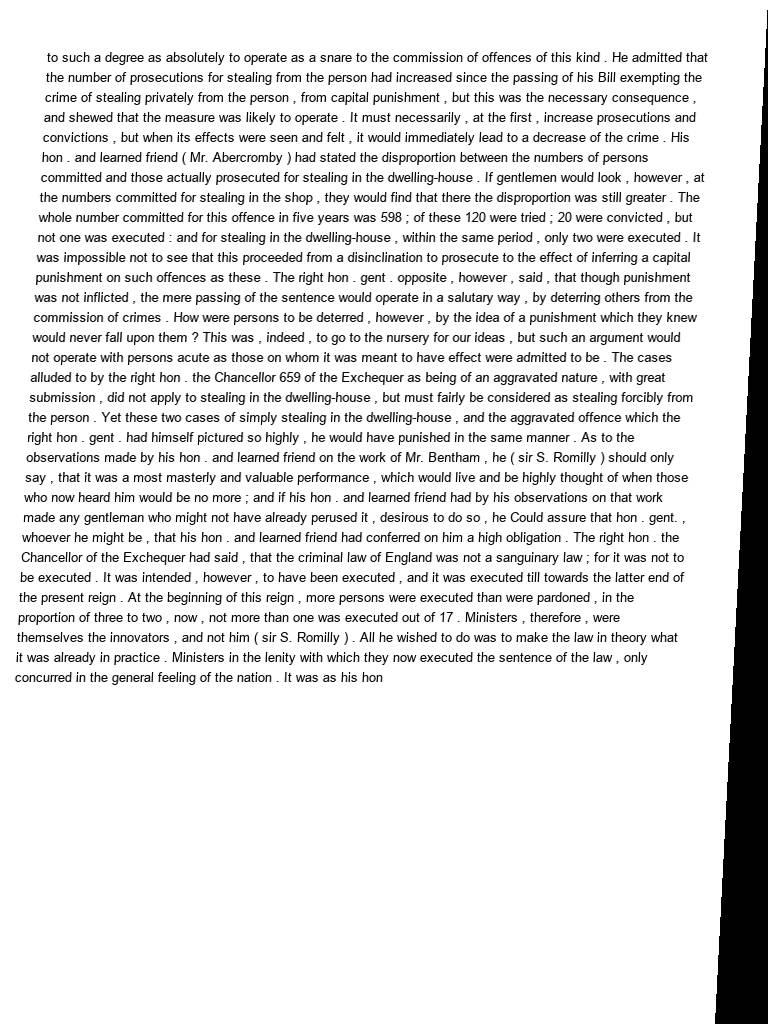 to such a degree as absolutely to operate as a snare to the commission of offences of this kind . He admitted that
the number of prosecutions for stealing from the person had increased since the passing of his Bill exempting the
crime of stealing privately from the person , from capital punishment , but this was the necessary consequence ,
and shewed that the measure was likely to operate . It must necessarily , at the first , increase prosecutions and
convictions , but when its effects were seen and felt , it would immediately lead to a decrease of the crime . His
hon . and learned friend ( Mr. Abercromby ) had stated the disproportion between the numbers of persons
committed and those actually prosecuted for stealing in the dwelling-house . If gentlemen would look , however , at
the numbers committed for stealing in the shop , they would find that there the disproportion was still greater . The
whole number committed for this offence in five years was 598 ; of these 120 were tried ; 20 were convicted , but
not one was executed : and for stealing in the dwelling-house , within the same period , only two were executed . It
was impossible not to see that this proceeded from a disinclination to prosecute to the effect of inferring a capital
punishment on such offences as these . The right hon . gent . opposite , however , said , that though punishment
was not inflicted , the mere passing of the sentence would operate in a salutary way , by deterring others from the
commission of crimes . How were persons to be deterred , however , by the idea of a punishment which they knew
would never fall upon them ? This was , indeed , to go to the nursery for our ideas , but such an argument would
not operate with persons acute as those on whom it was meant to have effect were admitted to be . The cases
alluded to by the right hon . the Chancellor 659 of the Exchequer as being of an aggravated nature , with great
submission , did not apply to stealing in the dwelling-house , but must fairly be considered as stealing forcibly from
the person . Yet these two cases of simply stealing in the dwelling-house , and the aggravated offence which the
right hon . gent . had himself pictured so highly , he would have punished in the same manner . As to the
observations made by his hon . and learned friend on the work of Mr. Bentham , he ( sir S. Romilly ) should only
say , that it was a most masterly and valuable performance , which would live and be highly thought of when those
who now heard him would be no more ; and if his hon . and learned friend had by his observations on that work
made any gentleman who might not have already perused it , desirous to do so , he Could assure that hon . gent. ,
whoever he might be , that his hon . and learned friend had conferred on him a high obligation . The right hon . the
Chancellor of the Exchequer had said , that the criminal law of England was not a sanguinary law ; for it was not to
be executed . It was intended , however , to have been executed , and it was executed till towards the latter end of
the present reign . At the beginning of this reign , more persons were executed than were pardoned , in the
proportion of three to two , now , not more than one was executed out of 17 . Ministers , therefore , were
themselves the innovators , and not him ( sir S. Romilly ) . All he wished to do was to make the law in theory what
it was already in practice . Ministers in the lenity with which they now executed the sentence of the law , only
concurred in the general feeling of the nation . It was as his hon